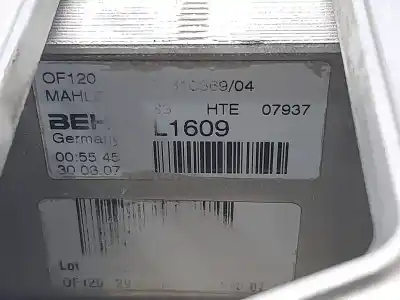 OF120
MAHLE
HTE 07937
BEH
L1609
Germany
00:55 45
30.03.07
Lot
OF120